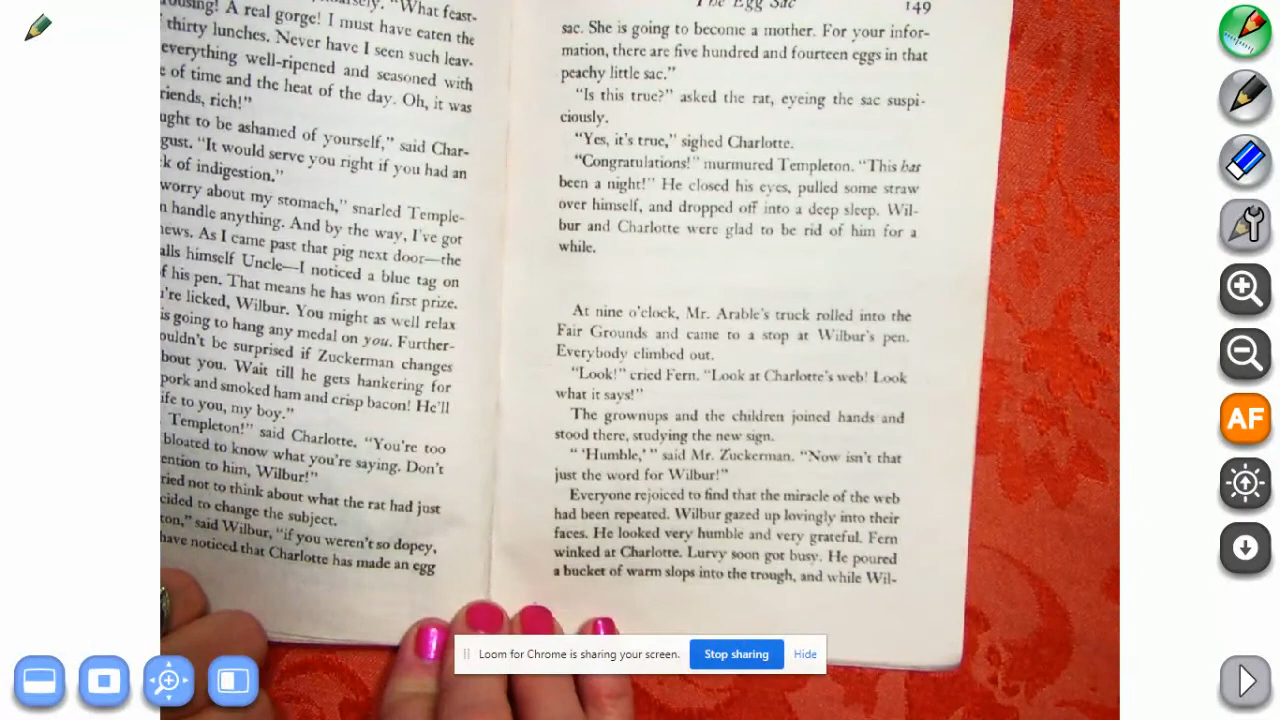 "What feast-
A real gorge! I must have eaten the
thirty lunches. Never have I seen such leav-
everything well-ripened and seasoned with
of time and the heat of the day. Oh, it was
rich!"
to be ashamed of yourself," said Char-
"It would serve you right if you had an
of indigestion."
worry about my stomach," snarled Temple-
handle anything. And by the way, I've got
As I came past that pig next door—the
himself Uncle—I noticed a blue tag on
his pen. That means he has won first prize.
licked, Wilbur. You might as well relax
going to hang any medal on you. Further-
be surprised if Zuckerman changes
you. Wait till he gets hankering for
pork and smoked ham and crisp bacon! He'll
to you, my boy."
Templeton!" said Charlotte. "You're too
bloated to know what you're saying. Don't
to him, Wilbur!"
not to think about what the rat had just
to change the subject.
said Wilbur, "if you weren't so dopey,
have noticed that Charlotte has made an egg
The Egg Sac 149
sac. She is going to become a mother. For your infor-
mation, there are five hundred and fourteen eggs in that
peachy little sac."
"Is this true?" asked the rat, eyeing the sac suspi-
ciously.
"Yes, it's true," sighed Charlotte.
"Congratulations!" murmured Templeton. "This has
been a night!" He closed his eyes, pulled some straw
over himself, and dropped off into a deep sleep. Wil-
bur and Charlotte were glad to be rid of him for a
while.
At nine o'clock, Mr. Arable's truck rolled into the
Fair Grounds and came to a stop at Wilbur's pen.
Everybody climbed out.
"Look!" cried Fern. "Look at Charlotte's web! Look
what it says!"
The grownups and the children joined hands and
stood there, studying the new sign.
" 'Humble,' " said Mr. Zuckerman. "Now isn't that
just the word for Wilbur!"
Everyone rejoiced to find that the miracle of the web
had been repeated. Wilbur gazed up lovingly into their
faces. He looked very humble and very grateful. Fern
winked at Charlotte. Lurvy soon got busy. He poured
a bucket of warm slops into the trough, and while Wil-
Loom for Chrome is sharing your screen. Stop sharing Hide
AF